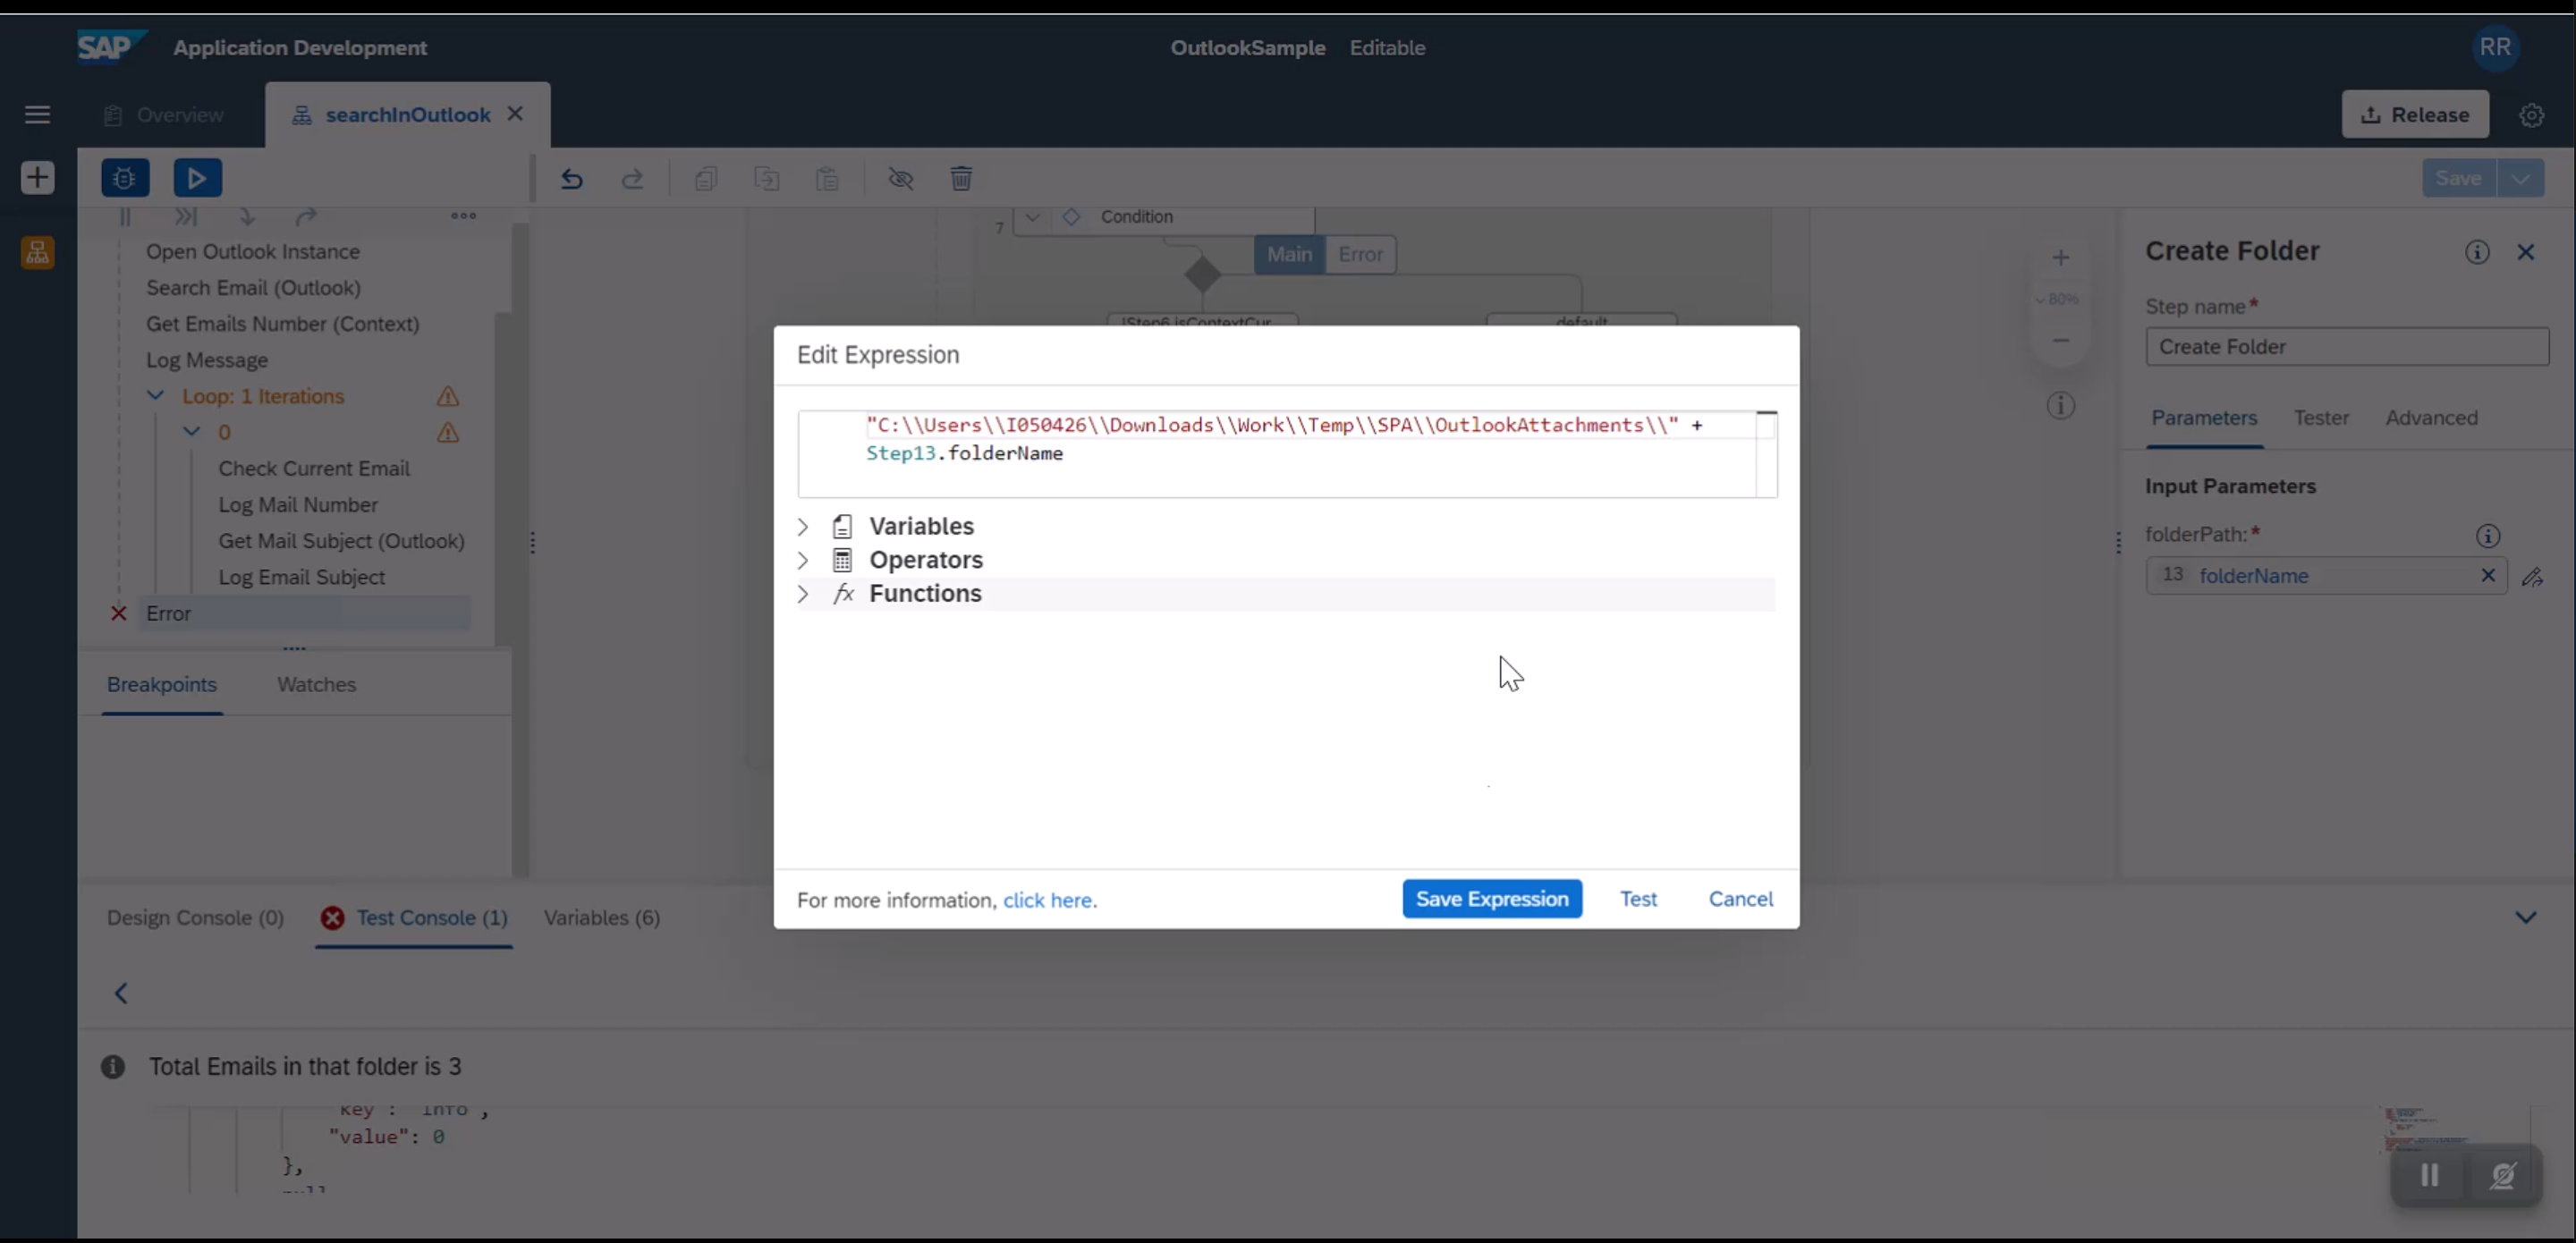 SAP Application Development
OutlookSample Editable
RR
Overview
searchInOutlook
Release
Save
Open Outlook Instance
Search Email (Outlook)
Get Emails Number (Context)
Log Message
Loop: 1 Iterations
0
Check Current Email
Log Mail Number
Get Mail Subject (Outlook)
Log Email Subject
Error
Breakpoints
Watches
7
Condition
Main
Error
!Step6.isContextCur
default
80%
Edit Expression
"C:\\Users\\I050426\\Downloads\\Work\\Temp\\SPA\\OutlookAttachments\\" +
Step13.folderName
Variables
Operators
fx Functions
For more information, click here.
Save Expression
Test
Cancel
Create Folder
Step name*
Create Folder
Parameters
Tester
Advanced
Input Parameters
folderPath:*
13 folderName
Design Console (0)
Test Console (1)
Variables (6)
Total Emails in that folder is 3
key : info ,
"value": 0
},